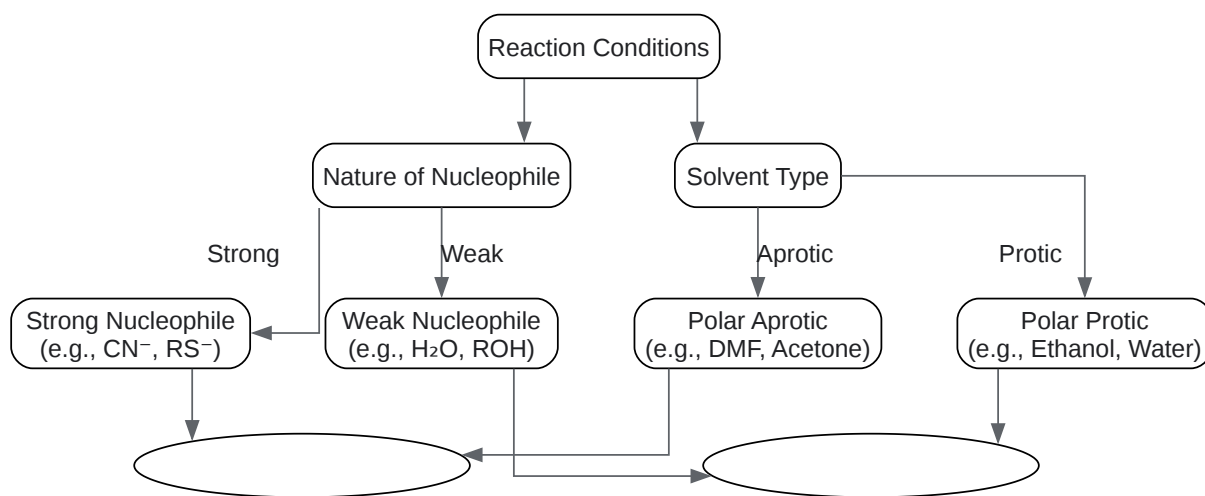 Reaction Conditions
Nature of Nucleophile
Solvent Type
Strong
Weak
Aprotic
Protic
Strong Nucleophile
(e.g., CN⁻, RS⁻)
Weak Nucleophile
(e.g., H₂O, ROH)
Polar Aprotic
(e.g., DMF, Acetone)
Polar Protic
(e.g., Ethanol, Water)